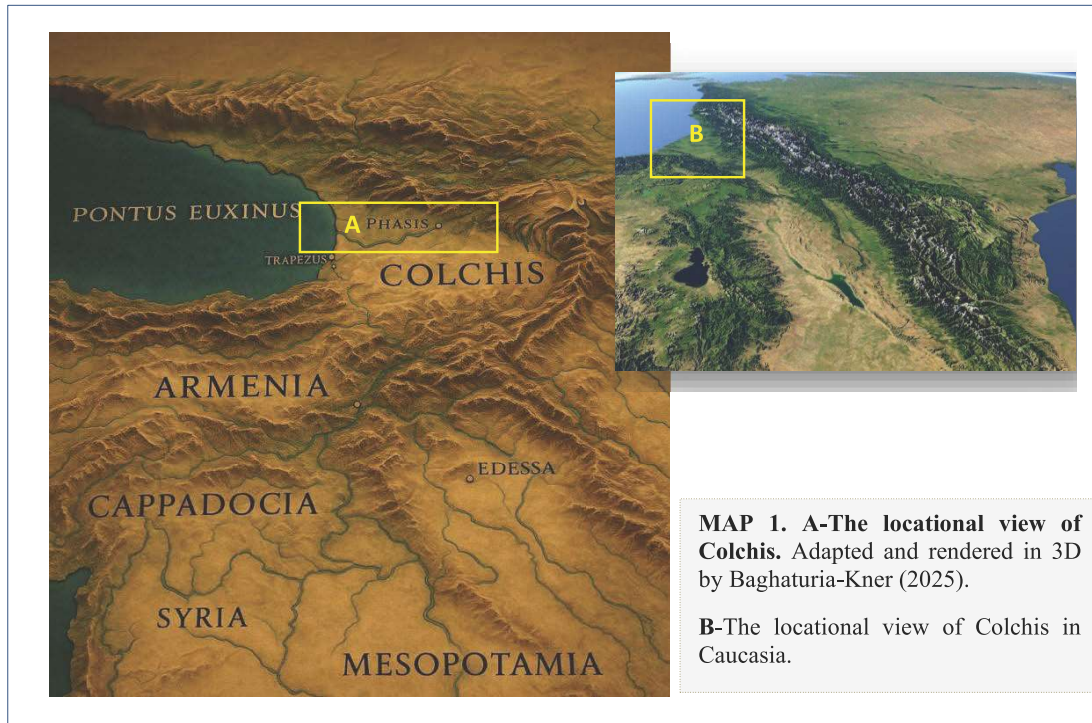 B
PONTUS EUXINUS
A
PHASIS
TRAPEZUS
COLCHIS
ARMENIA
EDESSA
CAPPADOCIA
SYRIA
MESOPOTAMIA
MAP 1. A-The locational view of
Colchis. Adapted and rendered in 3D
by Baghaturia-Kner (2025).
B-The locational view of Colchis in
Caucasia.